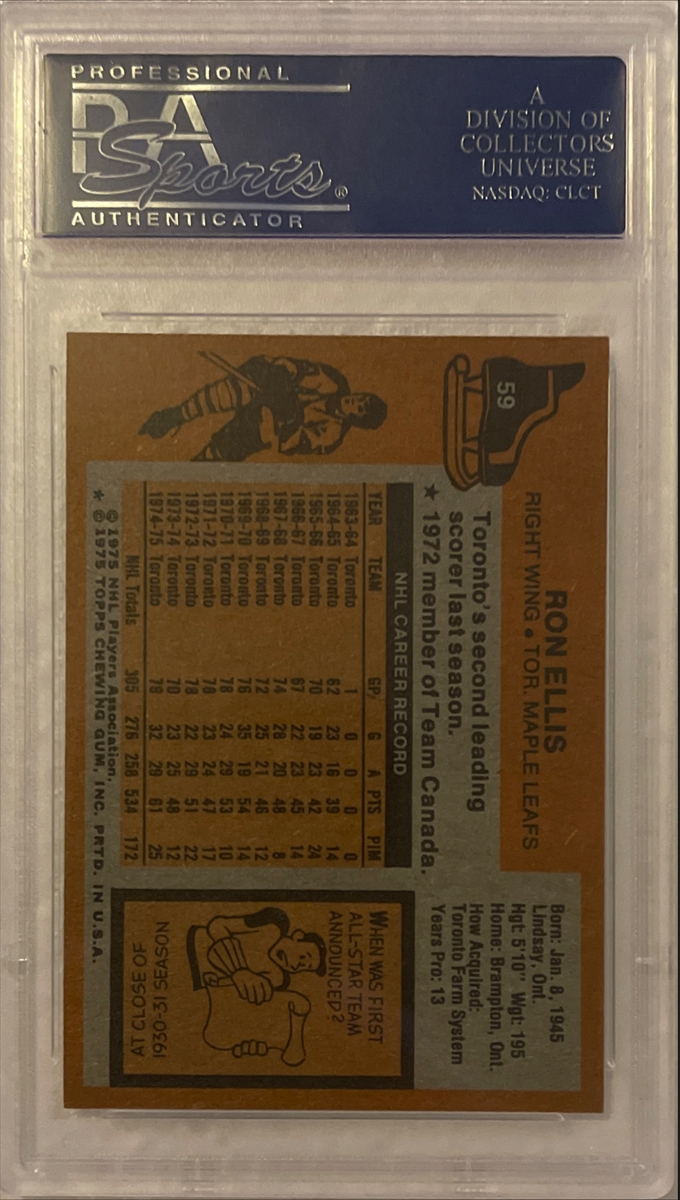 PROFESSIONAL
PSA
Sports®
AUTHENTICATOR
A
DIVISION OF
COLLECTORS
UNIVERSE
NASDAQ: CLCT
59
RON ELLIS
RIGHT WING • TOR. MAPLE LEAFS
Toronto's second leading
scorer last season.
★ 1972 member of Team Canada.
NHL CAREER RECORD
YEAR TEAM GP G A PTS PIM
1963-64 Toronto 1 0 0 0 0
1964-65 Toronto 62 23 16 39 14
1965-66 Toronto 70 19 23 42 24
1966-67 Toronto 67 22 23 45 14
1967-68 Toronto 74 28 20 48 8
1968-69 Toronto 72 25 21 46 12
1969-70 Toronto 76 35 19 54 14
1970-71 Toronto 78 24 29 53 10
1971-72 Toronto 78 23 24 47 17
1972-73 Toronto 78 22 29 51 22
1973-74 Toronto 70 23 25 48 12
1974-75 Toronto 79 32 29 61 25
NHL Totals 805 276 258 534 172
© 1975 NHL Players Association.
★ © 1975 TOPPS CHEWING GUM, INC. PRTD. IN U.S.A.
Born: Jan. 8, 1945
Lindsay, Ont.
Hgt: 5'10" Wgt: 195
Home: Brampton, Ont.
How Acquired:
Toronto Farm System
Years Pro: 13
WHEN WAS FIRST
ALL-STAR TEAM
ANNOUNCED?
AT CLOSE OF
1930-31 SEASON